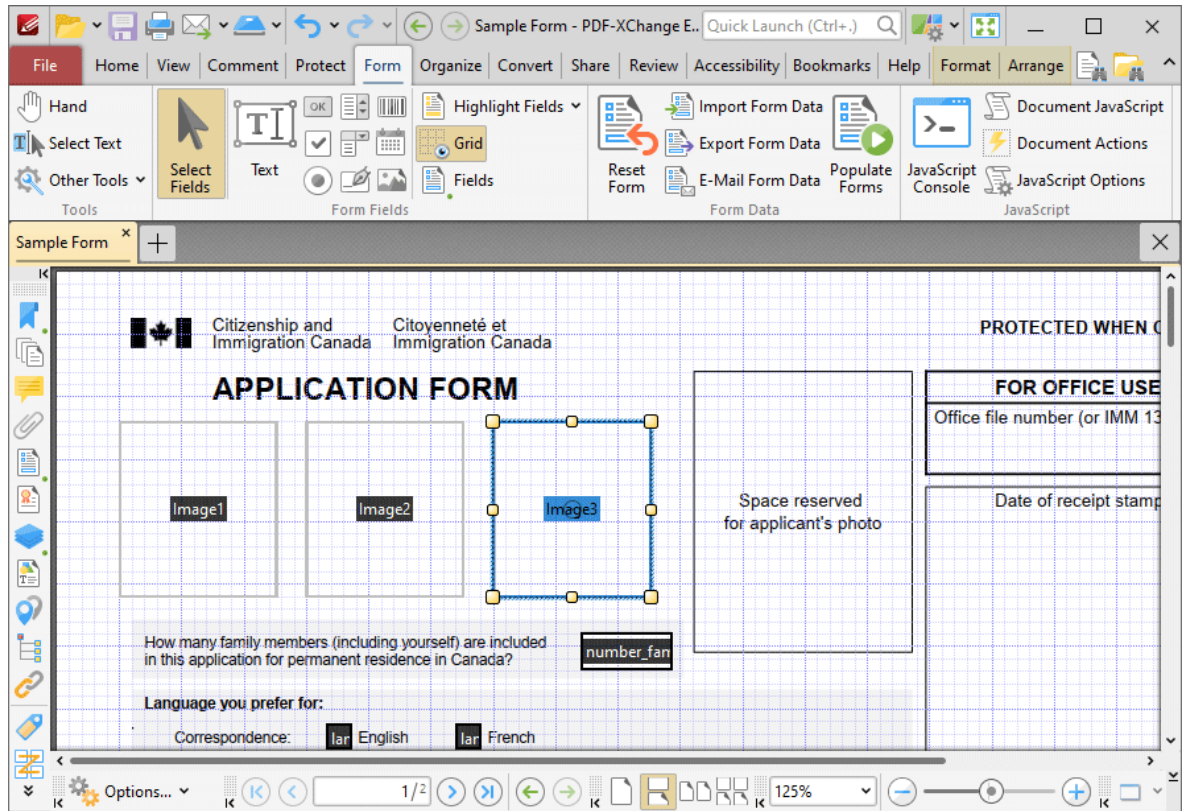 Sample Form - PDF-XChange E..
Quick Launch (Ctrl+.)
File
Home
View
Comment
Protect
Form
Organize
Convert
Share
Review
Accessibility
Bookmarks
Help
Format
Arrange
Hand
Select Text
Other Tools
Tools
Select
Fields
Text
OK
Form Fields
Highlight Fields
Grid
Fields
Reset
Form
Import Form Data
Export Form Data
E-Mail Form Data
Populate
Forms
Form Data
JavaScript
Console
Document JavaScript
Document Actions
JavaScript Options
JavaScript
Sample Form
Citizenship and
Immigration Canada
Citoyenneté et
Immigration Canada
PROTECTED WHEN
APPLICATION FORM
FOR OFFICE USE
Office file number (or IMM 13
Image1
Image2
Image3
Space reserved
for applicant's photo
Date of receipt stamp
How many family members (including yourself) are included
in this application for permanent residence in Canada?
number_fam
Language you prefer for:
Correspondence:
lar
English
lar
French
Options...
1/2
125%